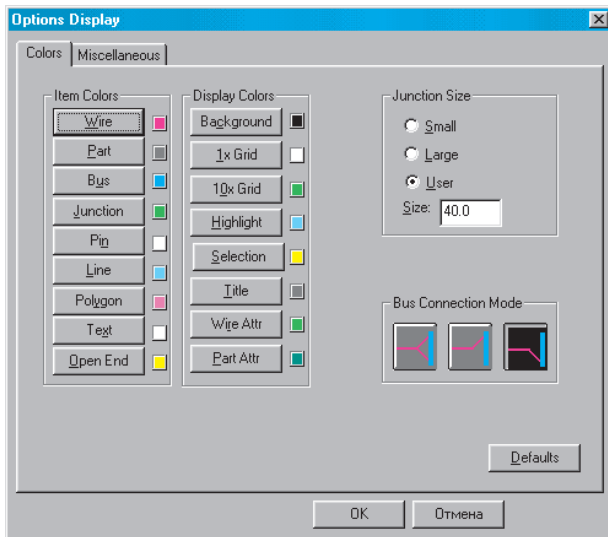 Options Display
Colors
Miscellaneous
Item Colors
Wire
Part
Bus
Junction
Pin
Line
Polygon
Text
Open End
Display Colors
Background
1x Grid
10x Grid
Highlight
Selection
Title
Wire Attr
Part Attr
Junction Size
Small
Large
User
Size: 40.0
Bus Connection Mode
Defaults
OK
Отмена